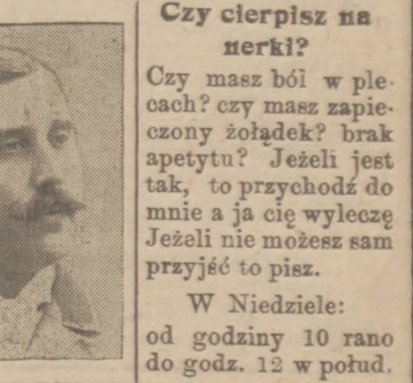 Czy cierpisz na
nerki?
Czy masz ból w ple-
cach? czy masz zapie-
czony żołądek? brak
apetytu? Jeżeli jest
tak, to przychodź do
mnie a ja cię wyleczę
Jeżeli nie możesz sam
przyjść to pisz.
W Niedziele:
od godziny 10 rano
do godz. 12 w połud.